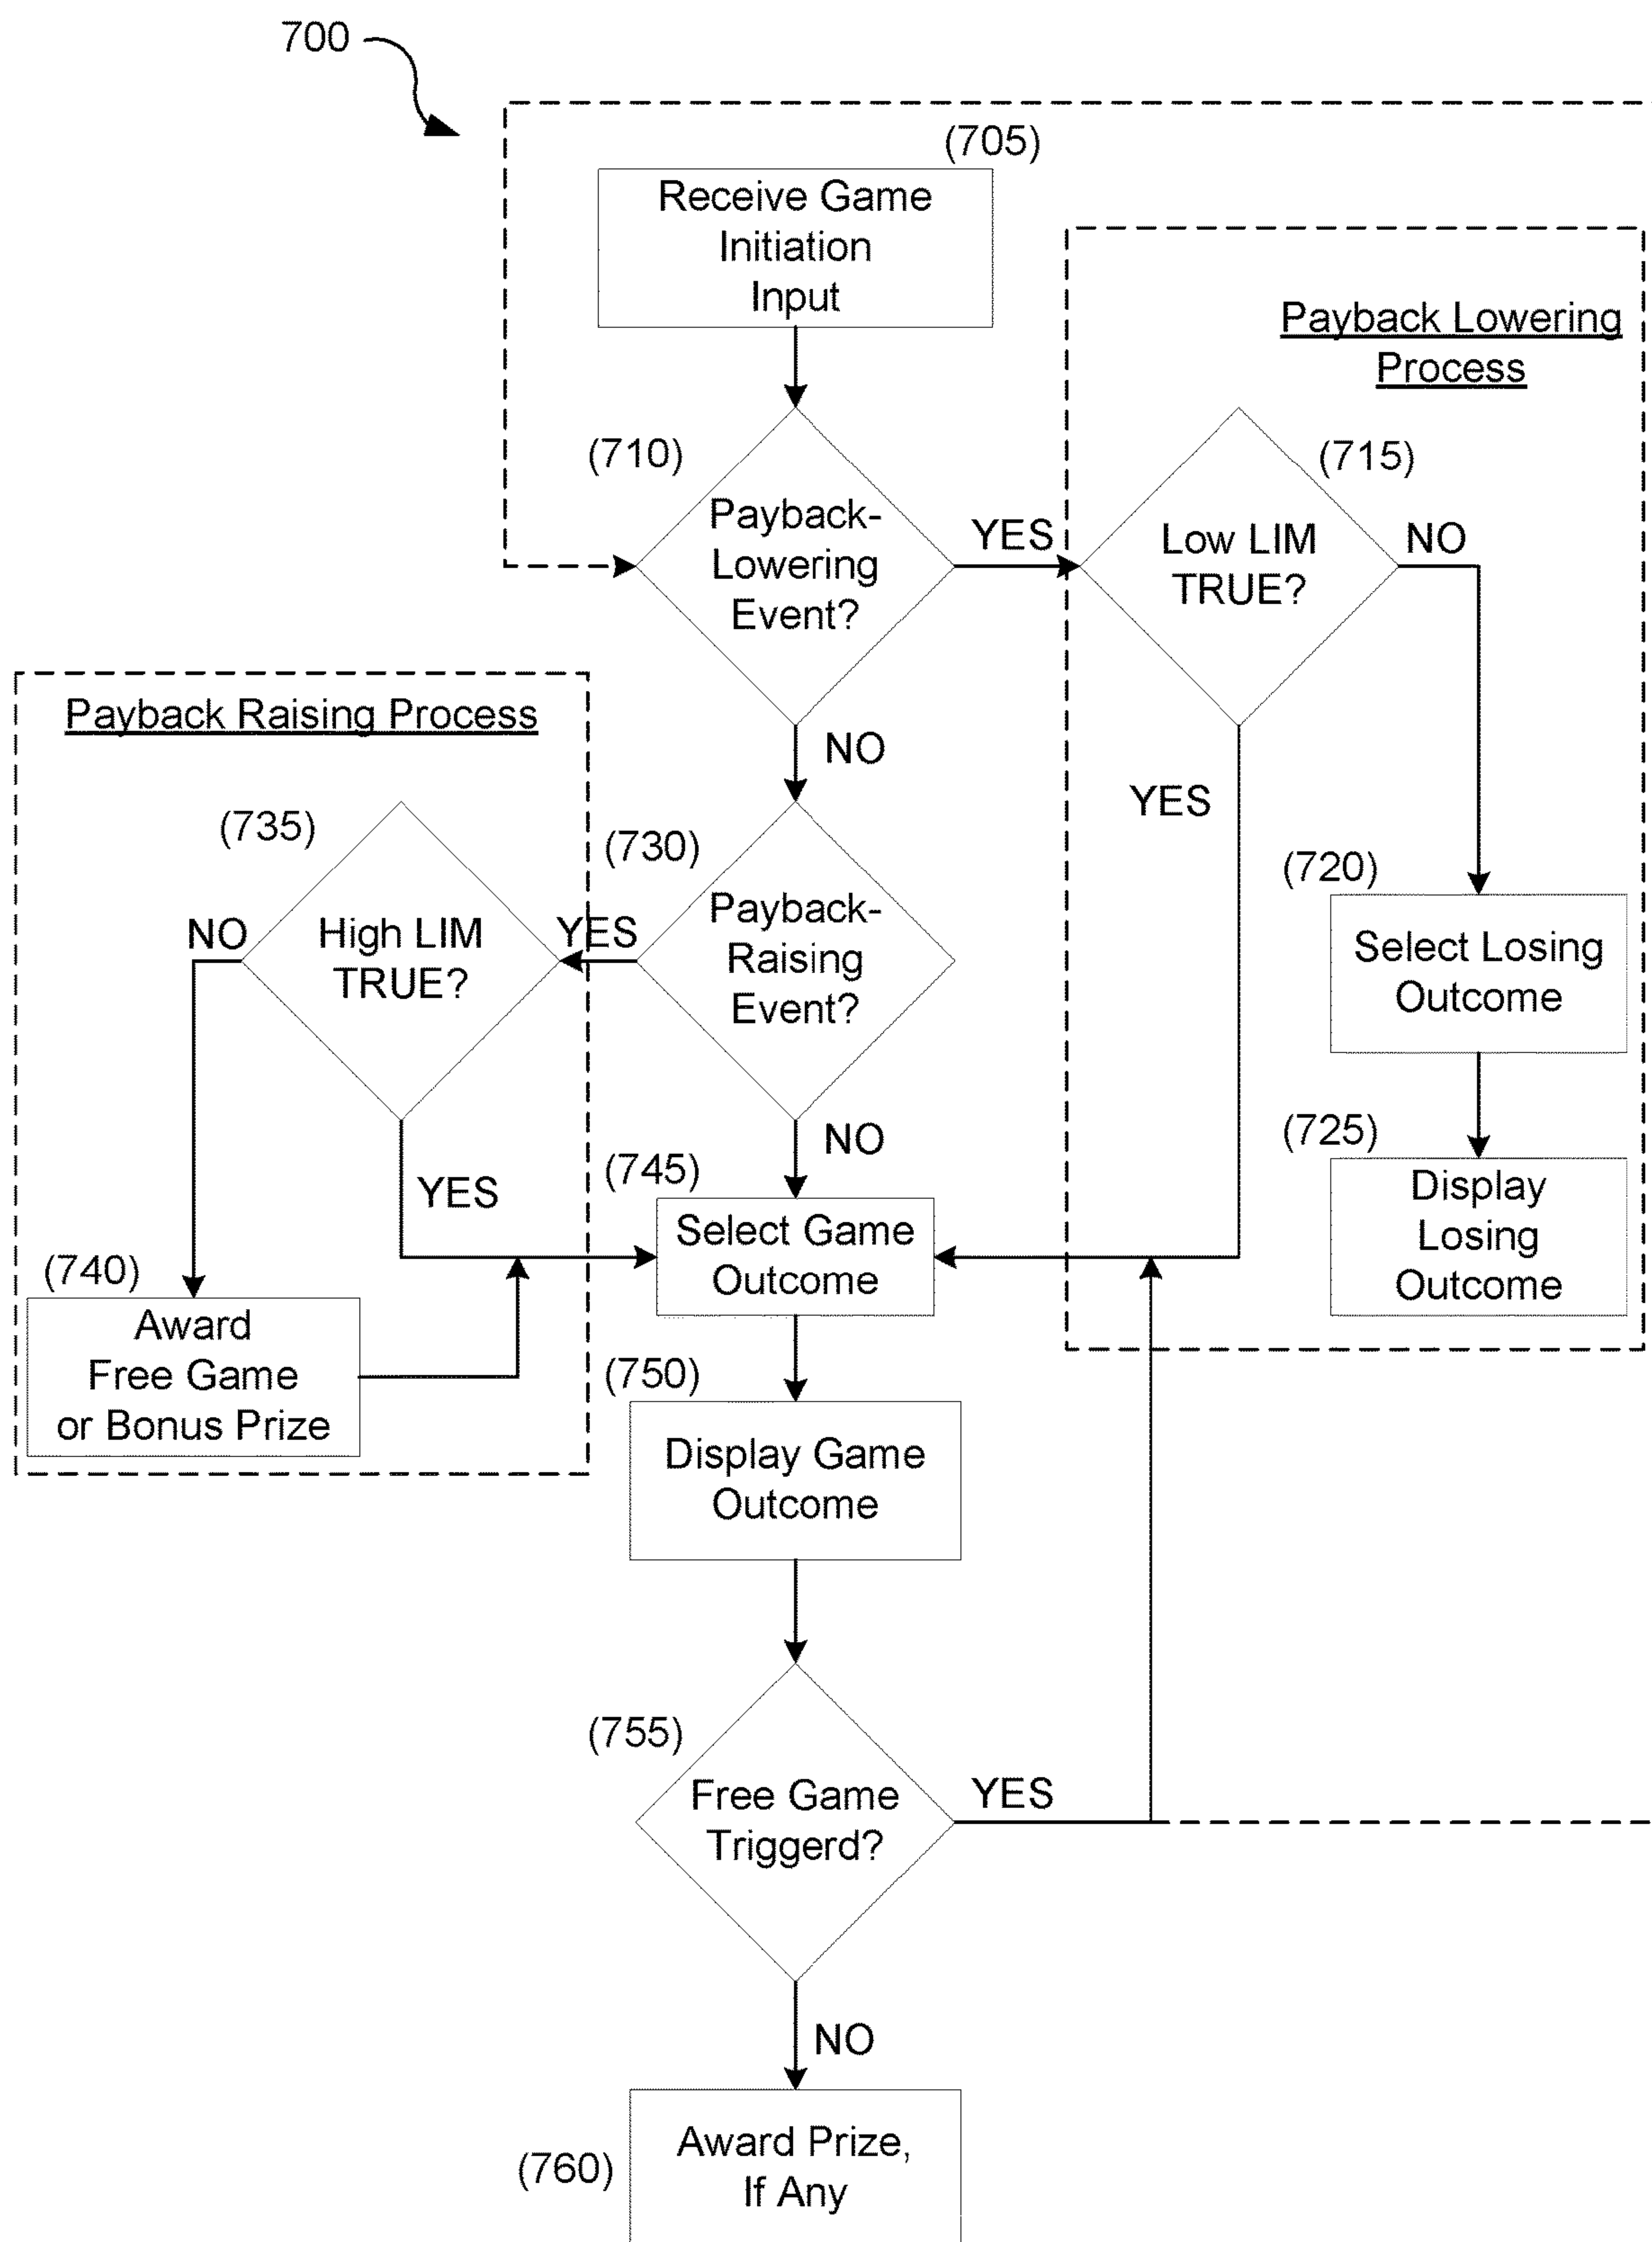 700
(705)
Receive Game
Initiation
Input
Payback Lowering
Process
(710)
Payback-
Lowering
Event?
YES
(715)
Low LIM
TRUE?
NO
NO
YES
Payback Raising Process
(735)
High LIM
TRUE?
NO
YES
(730)
Payback-
Raising
Event?
(720)
Select Losing
Outcome
NO
YES
(725)
Display
Losing
Outcome
(745)
Select Game
Outcome
(740)
Award
Free Game
or Bonus Prize
(750)
Display Game
Outcome
(755)
Free Game
Triggerd?
YES
NO
(760)
Award Prize,
If Any